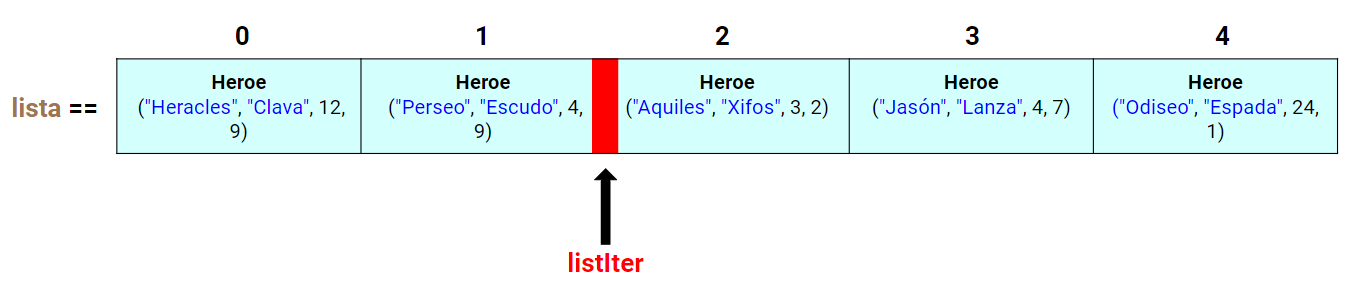 0 1 2 3 4
lista ==
Heroe
("Heracles", "Clava", 12,
9)
Heroe
("Perseo", "Escudo", 4,
9)
Heroe
("Aquiles", "Xifos", 3, 2)
Heroe
("Jasón", "Lanza", 4, 7)
Heroe
("Odiseo", "Espada", 24,
1)
listIter